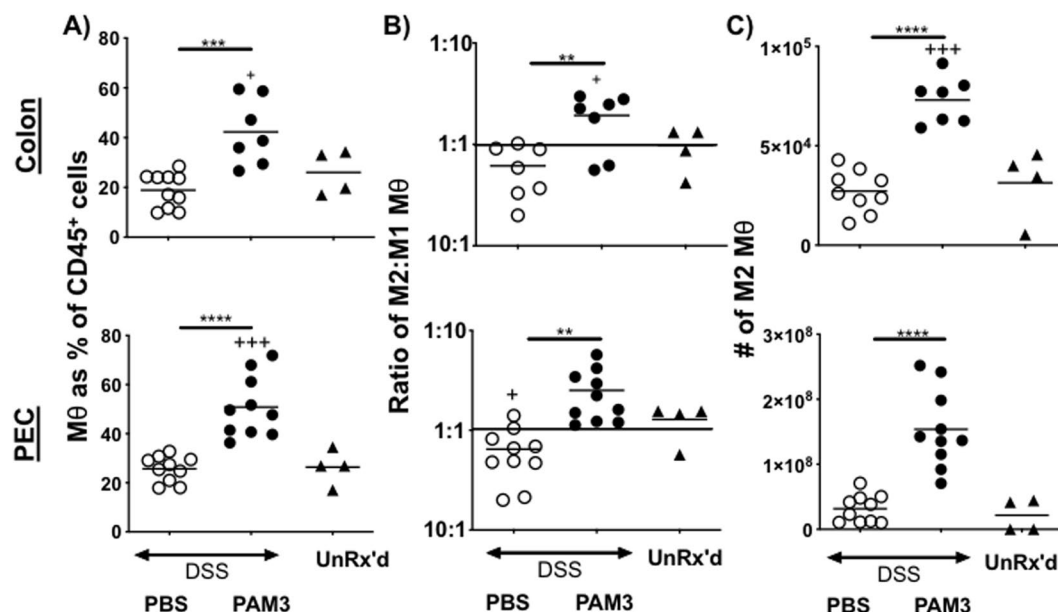 A)
B)
C)
Colon
PEC
Mθ as % of CD45⁺ cells
80
60
40
20
0
***
+
80
60
40
20
0
****
+++
Ratio of M2:M1 Mθ
1:10
1:1
10:1
**
+
1:10
1:1
10:1
**
+
# of M2 Mθ
1×10⁵
5×10⁴
0
****
+++
3×10⁸
2×10⁸
1×10⁸
0
****
DSS
UnRx'd
PBS
PAM3
DSS
UnRx'd
PBS
PAM3
DSS
UnRx'd
PBS
PAM3